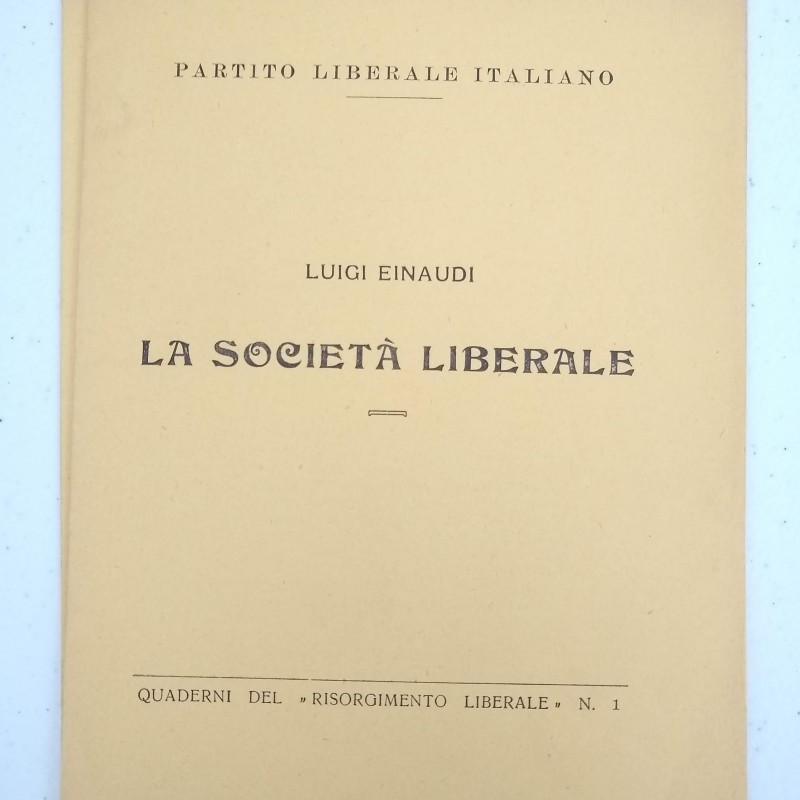 PARTITO LIBERALE ITALIANO
LUIGI EINAUDI
LA SOCIETÀ LIBERALE
QUADERNI DEL „RISORGIMENTO LIBERALE„ N. 1